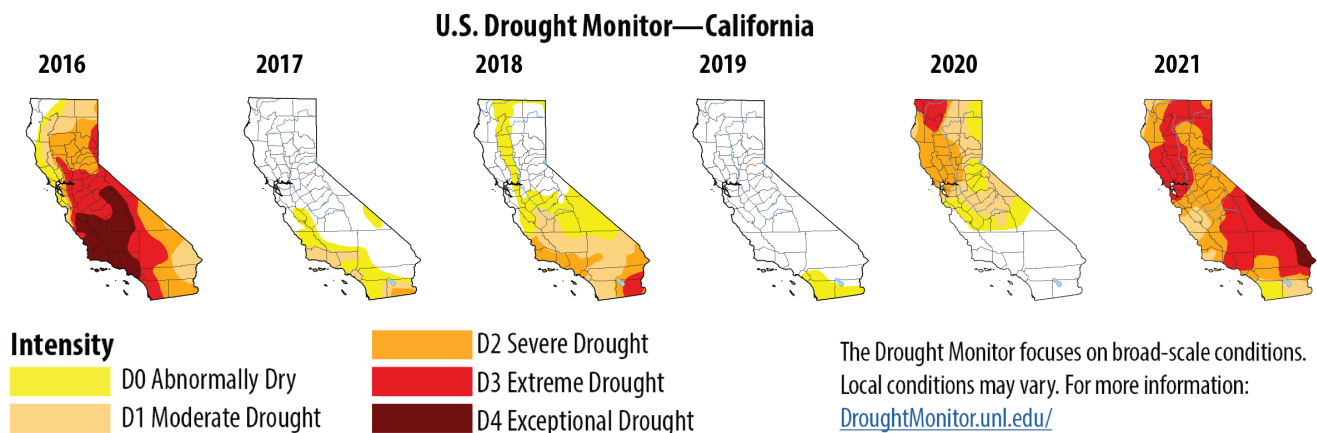 U.S. Drought Monitor—California
2016
2017
2018
2019
2020
2021
Intensity
D0 Abnormally Dry
D1 Moderate Drought
D2 Severe Drought
D3 Extreme Drought
D4 Exceptional Drought
The Drought Monitor focuses on broad-scale conditions.
Local conditions may vary. For more information:
DroughtMonitor.unl.edu/